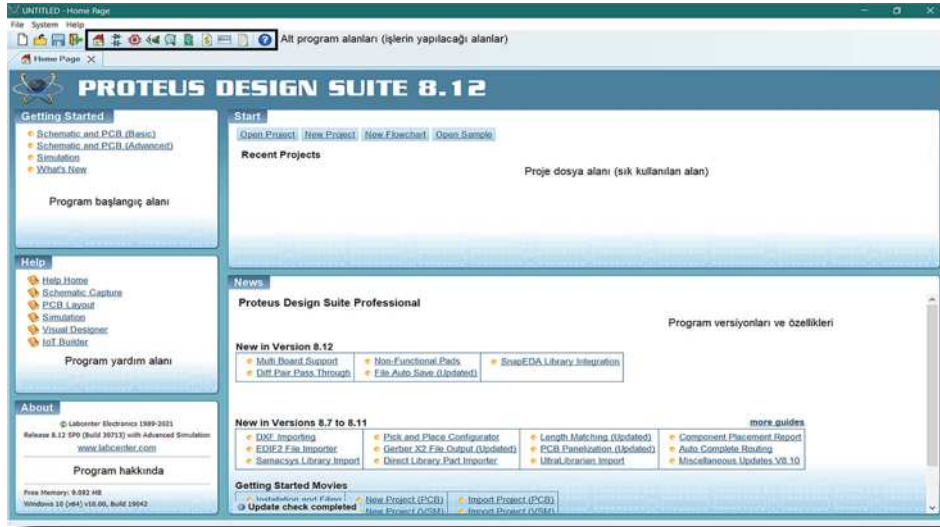 UNTITLED - Home Page
File System Help
Alt program alanları (işlerin yapılacağı alanlar)
Home Page X
PROTEUS DESIGN SUITE 8.12
Getting Started
Schematic and PCB (Basic)
Schematic and PCB (Advanced)
Simulation
What's New
Program başlangıç alanı
Start
Open Project New Project New Flowchart Open Sample
Recent Projects
Proje dosya alanı (sık kullanılan alan)
Help
Help Home
Schematic Capture
PCB Layout
Simulation
Visual Designer
IoT Builder
Program yardım alanı
News
Proteus Design Suite Professional
Program versiyonları ve özellikleri
New in Version 8.12
Multi Board Support Non-Functional Pads SnapEDA Library Integration
Diff Pair Pass Through File Auto Save (Updated)
New in Versions 8.7 to 8.11 more guides
DXF Importing Pick and Place Configurator Length Matching (Updated) Component Placement Report
EDIF2 File Importer Gerber X2 File Output (Updated) PCB Panelization (Updated) Auto Complete Routing
Samacsys Library Import Direct Library Part Importer UltraLibrarian Import Miscellaneous Updates V8.10
Getting Started Movies
Installation and Filing New Project (PCB) Import Project (PCB)
Update check completed New Project (VSM) Import Project (VSM)
About
© Labcenter Electronics 1989-2021
Release 8.12 SP0 (Build 30713) with Advanced Simulation
www.labcenter.com
Program hakkında
Free Memory: 9.092 MB
Windows 10 (x64) v10.00, Build 19042